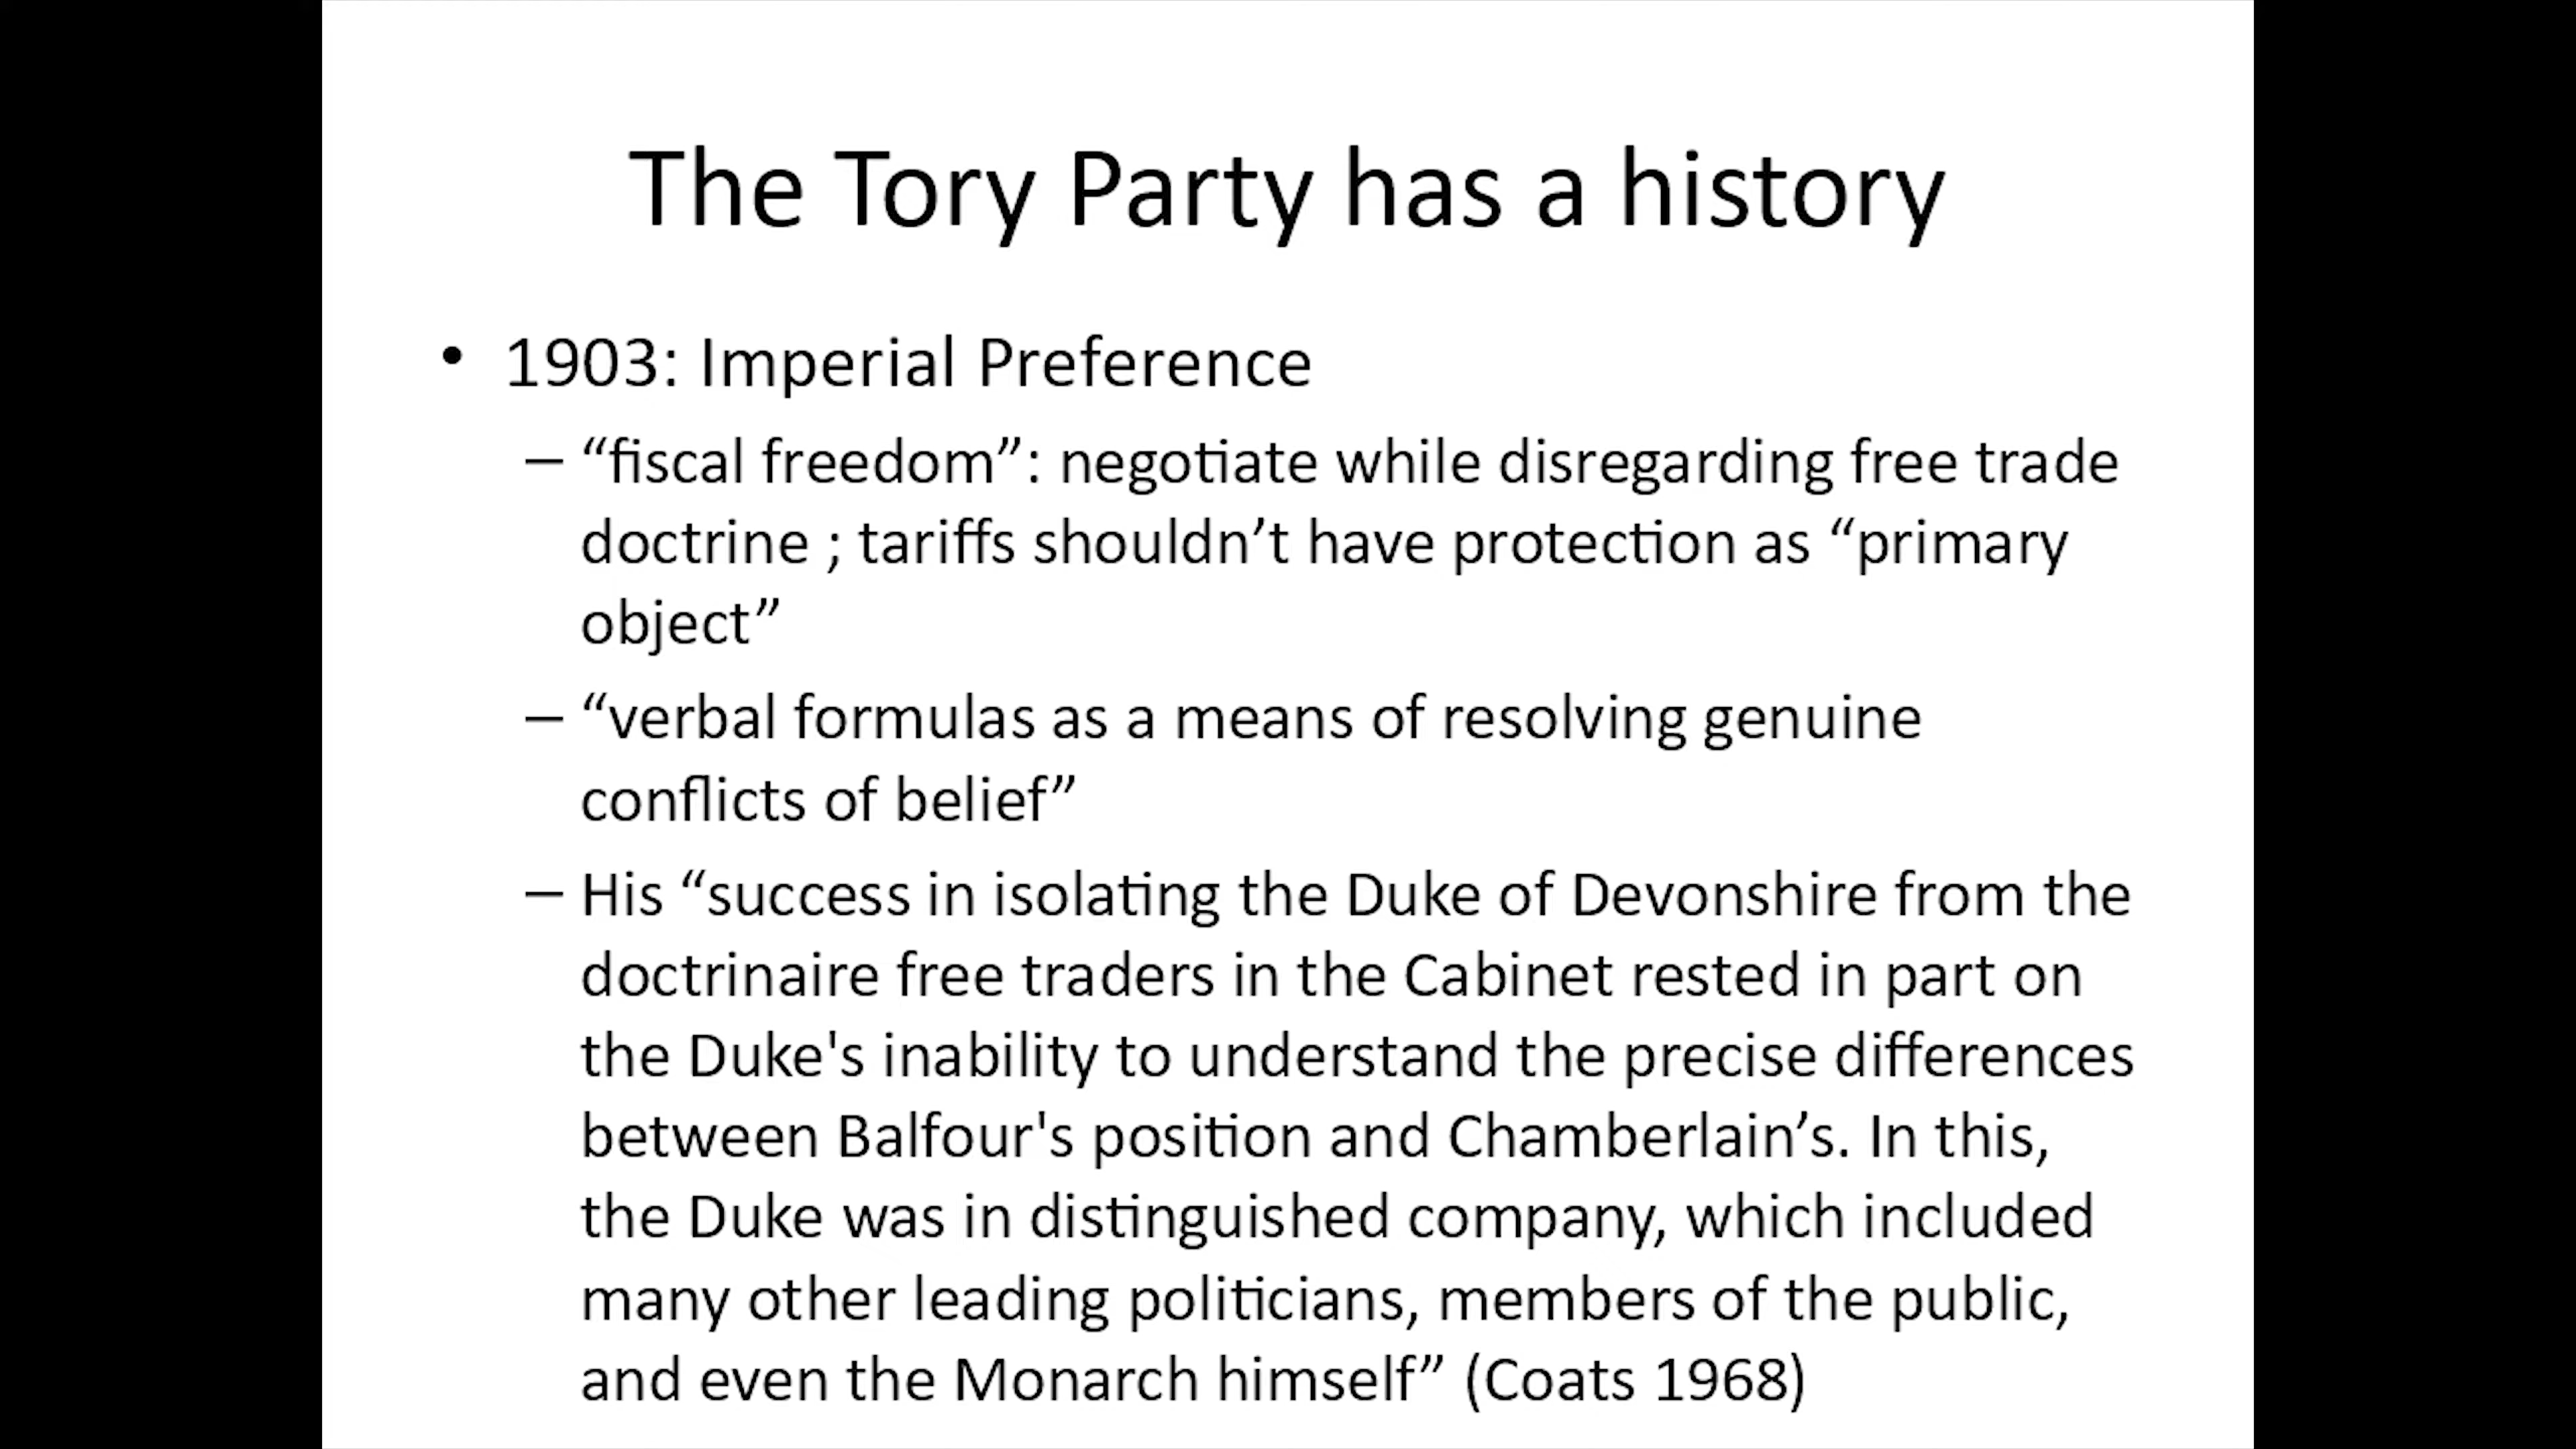 The Tory Party has a history
• 1903: Imperial Preference
– “fiscal freedom”: negotiate while disregarding free trade
doctrine ; tariffs shouldn’t have protection as “primary
object”
– “verbal formulas as a means of resolving genuine
conflicts of belief”
– His “success in isolating the Duke of Devonshire from the
doctrinaire free traders in the Cabinet rested in part on
the Duke's inability to understand the precise differences
between Balfour's position and Chamberlain’s. In this,
the Duke was in distinguished company, which included
many other leading politicians, members of the public,
and even the Monarch himself” (Coats 1968)